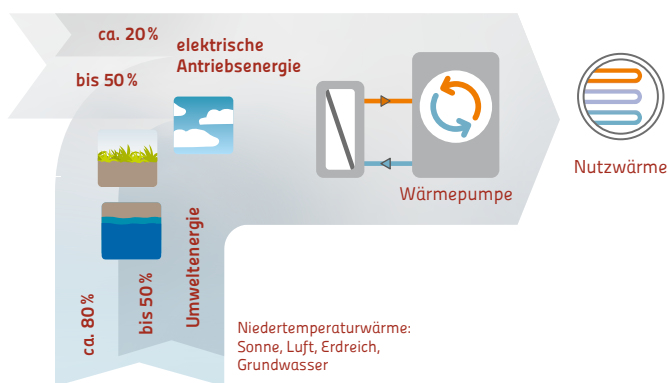 ca. 20 %
elektrische
Antriebsenergie
bis 50 %
Wärmepumpe
Nutzwärme
ca. 80 %
bis 50 %
Umweltenergie
Niedertemperaturwärme:
Sonne, Luft, Erdreich,
Grundwasser